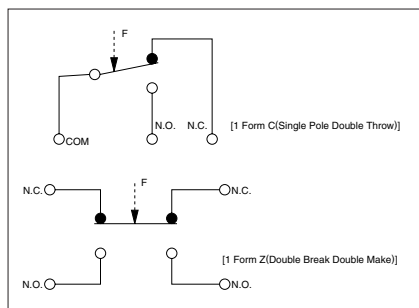 F
N.O. N.C. [1 Form C(Single Pole Double Throw)]
COM
F
N.C. N.C.
[1 Form Z(Double Break Double Make)]
N.O. N.O.